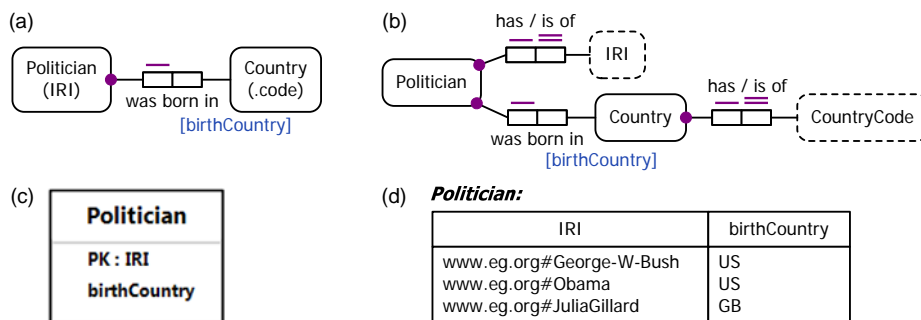 (a)
Politician
(IRI)
Country
(.code)
was born in
[birthCountry]
(b)
has / is of
IRI
Politician
has / is of
Country
CountryCode
was born in
[birthCountry]
(c)
Politician
PK : IRI
birthCountry
(d) Politician:
IRI birthCountry
www.eg.org#George-W-Bush US
www.eg.org#Obama US
www.eg.org#JuliaGillard GB